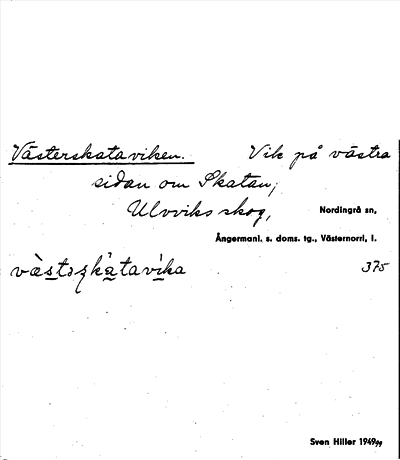 Västerskataviken. Vik på västra
sidan om Skatan;
Ulvviks skog,
Nordingrå sn,
Ångermanl. s. doms. tg., Västernorrl, l.
375
Sven Hiller 1949